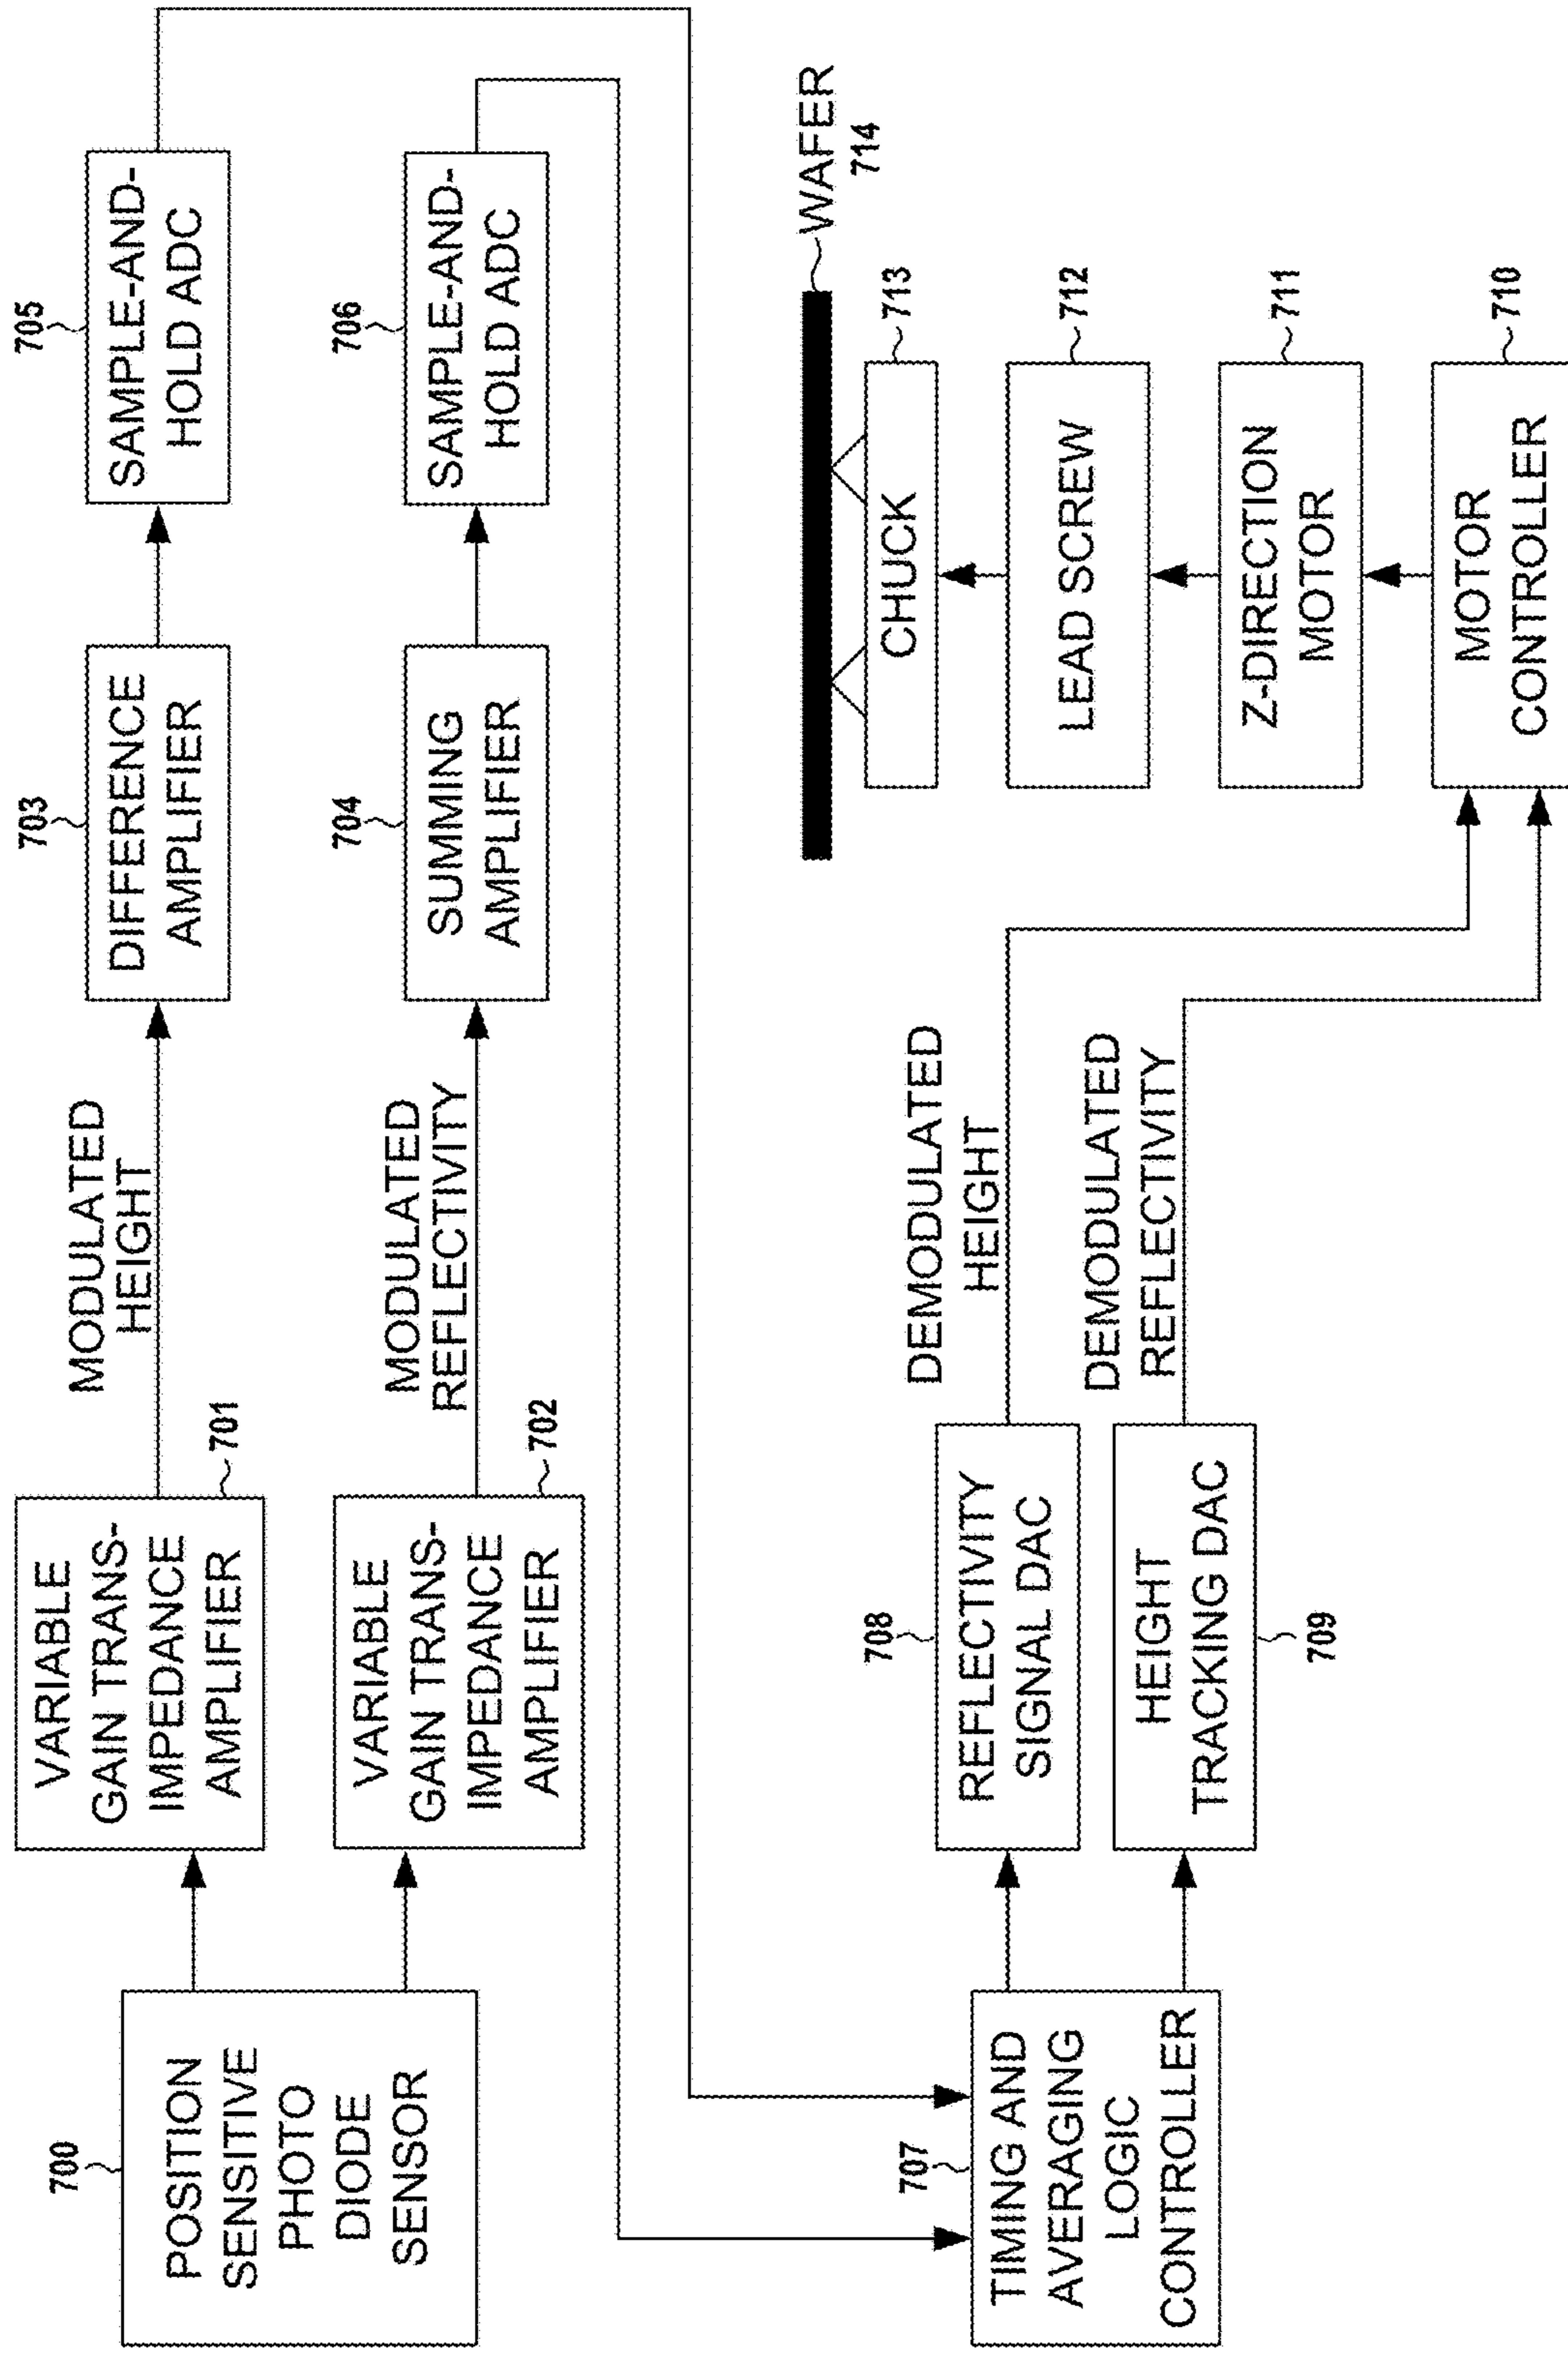 700
POSITION
SENSITIVE
PHOTO
DIODE
SENSOR
VARIABLE
GAIN TRANS-
IMPEDANCE
AMPLIFIER
701
MODULATED
HEIGHT
703
DIFFERENCE
AMPLIFIER
705
SAMPLE-AND-
HOLD ADC
VARIABLE
GAIN TRANS-
IMPEDANCE
AMPLIFIER
702
MODULATED
REFLECTIVITY
704
SUMMING
AMPLIFIER
706
SAMPLE-AND-
HOLD ADC
707
TIMING AND
AVERAGING
LOGIC
CONTROLLER
708
REFLECTIVITY
SIGNAL DAC
HEIGHT
TRACKING DAC
709
DEMODULATED
HEIGHT
DEMODULATED
REFLECTIVITY
WAFER
714
CHUCK
713
LEAD SCREW
712
Z-DIRECTION
MOTOR
711
MOTOR
CONTROLLER
710